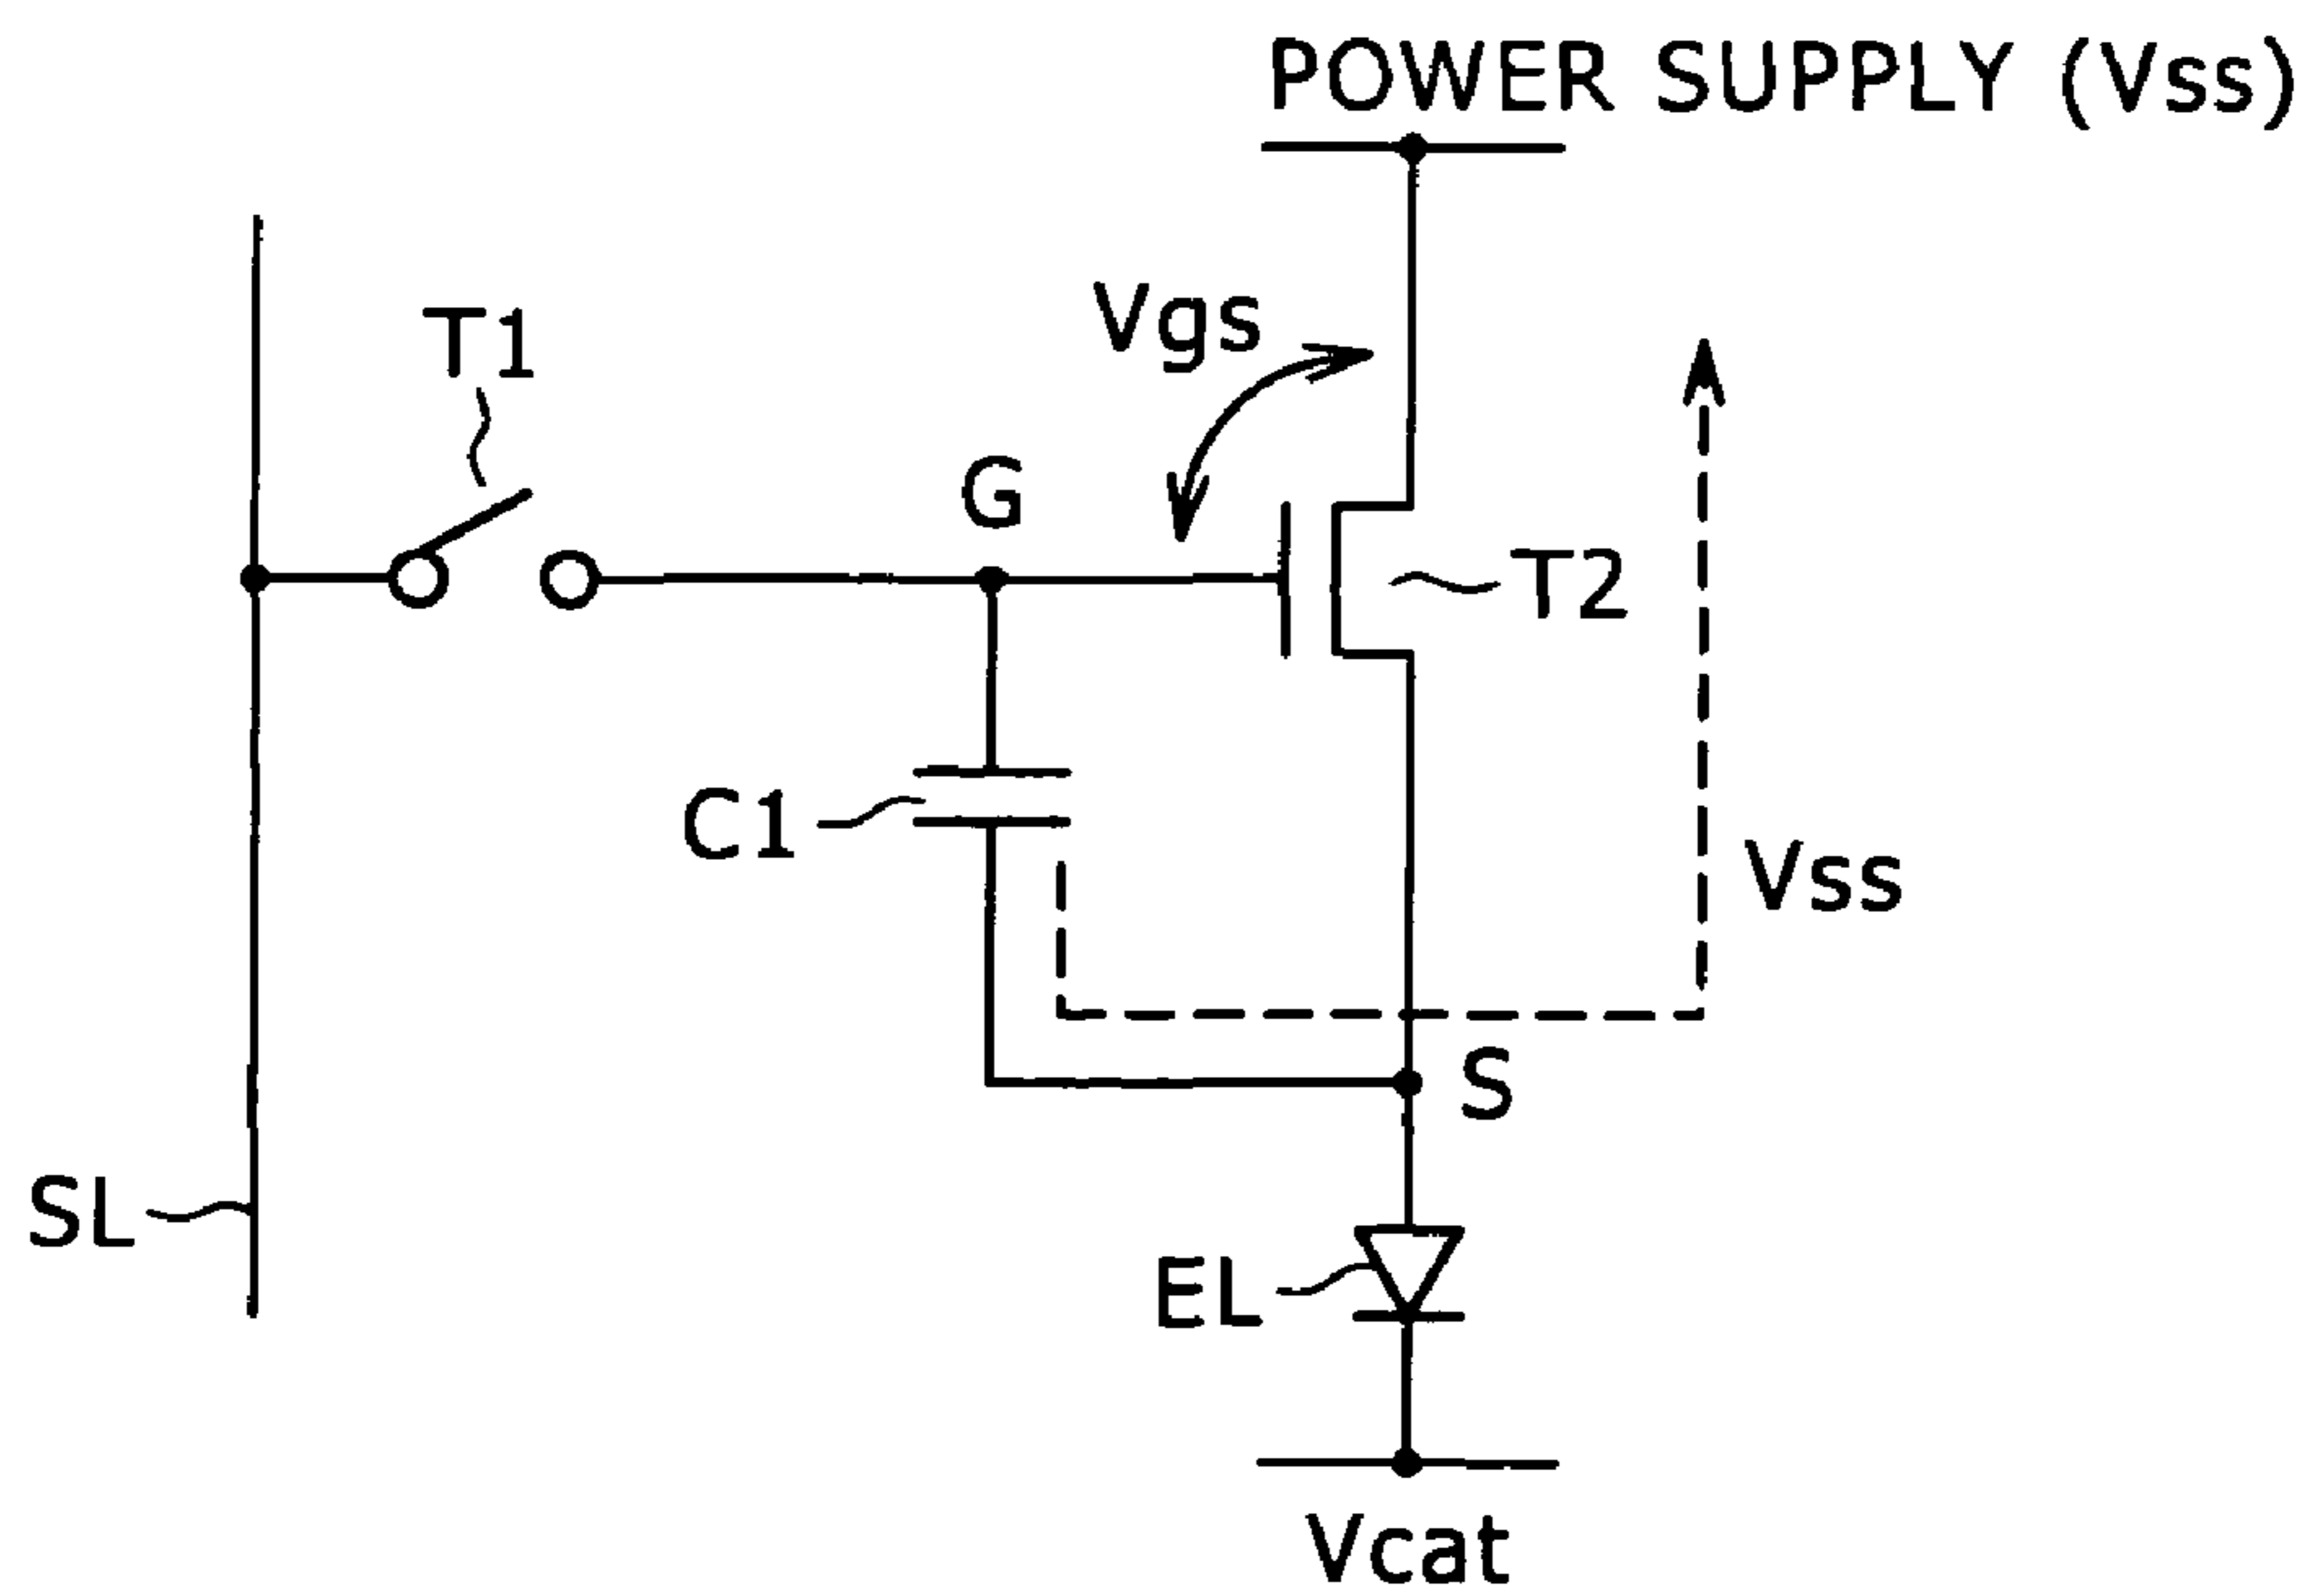 POWER SUPPLY (Vss)
T1
Vgs
G
T2
C1
Vss
S
SL
EL
Vcat